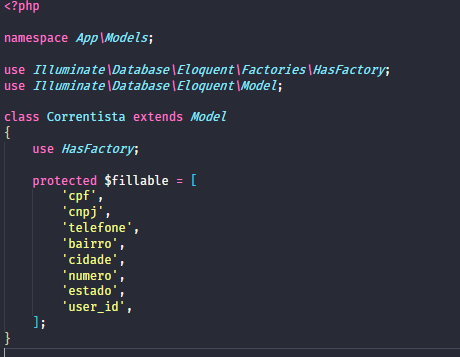 <?php
namespace App\Models;
use Illuminate\Database\Eloquent\Factories\HasFactory;
use Illuminate\Database\Eloquent\Model;
class Correntista extends Model
{
    use HasFactory;
    protected $fillable = [
        'cpf',
        'cnpj',
        'telefone',
        'bairro',
        'cidade',
        'numero',
        'estado',
        'user_id',
    ];
}